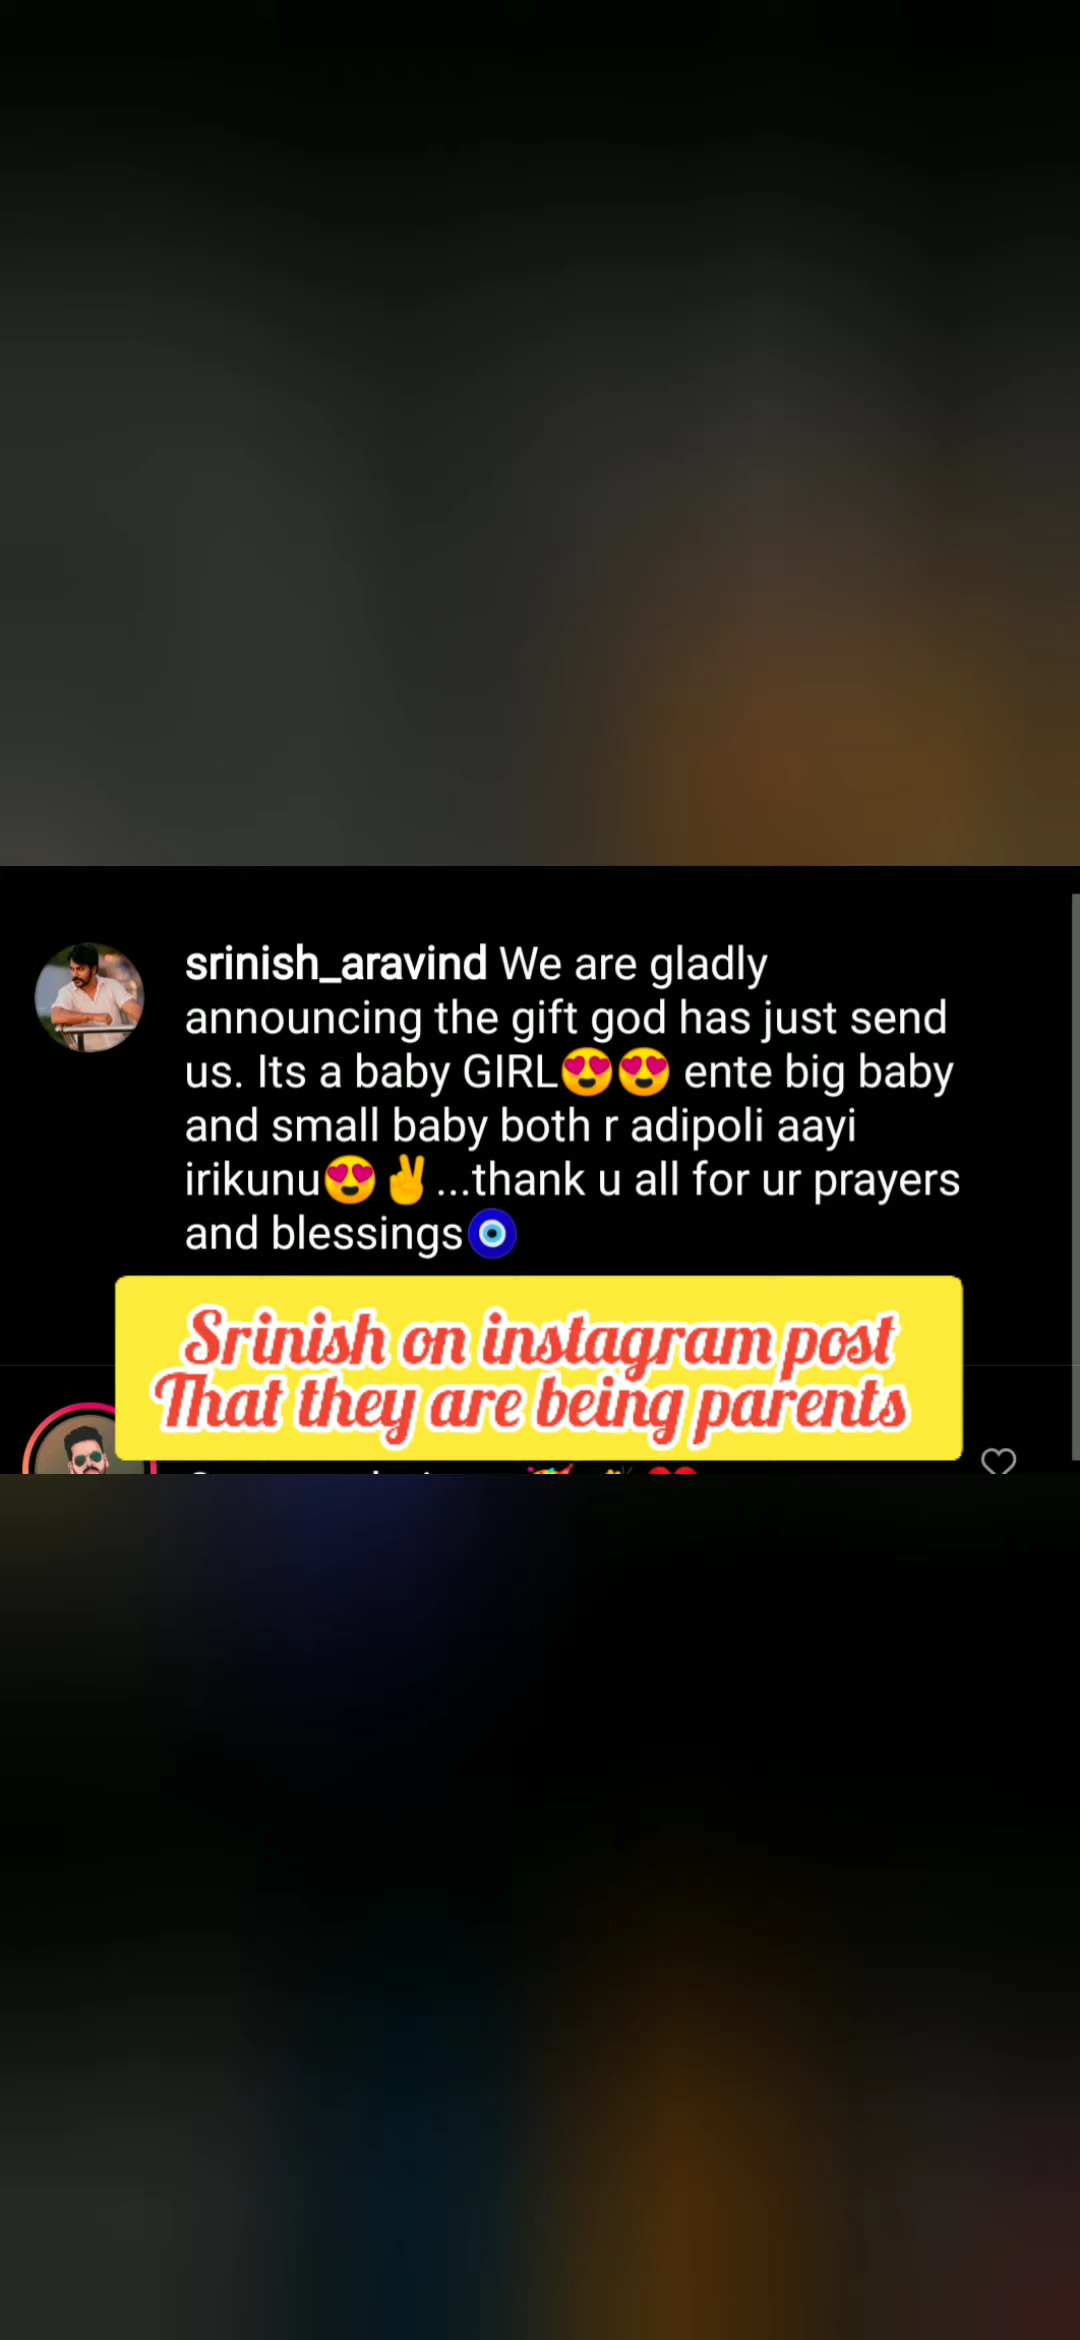 srinish_aravind We are gladly
announcing the gift god has just send
us. Its a baby GIRL😍😍 ente big baby
and small baby both r adipoli aayi
irikunu😍✌️...thank u all for ur prayers
and blessings🧿
Srinish on instagram post
That they are being parents